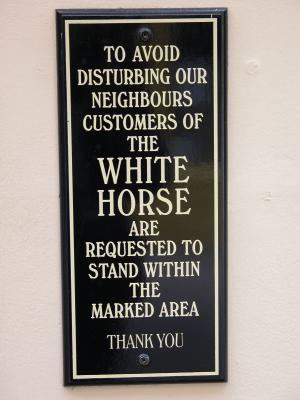 TO AVOID
DISTURBING OUR
NEIGHBOURS
CUSTOMERS OF
THE
WHITE
HORSE
ARE
REQUESTED TO
STAND WITHIN
THE
MARKED AREA
THANK YOU